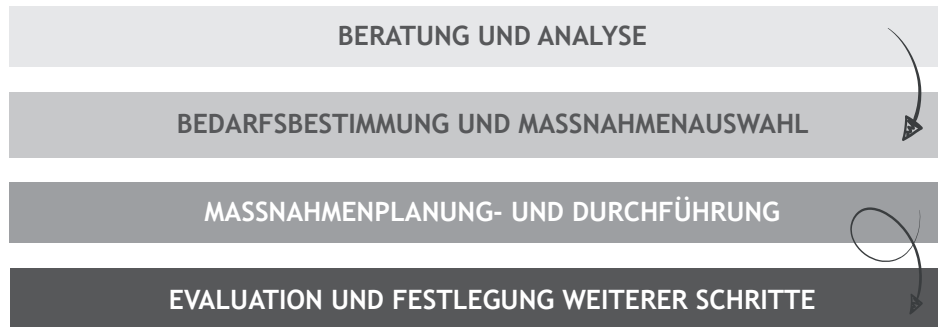 BERATUNG UND ANALYSE
BEDARFSBESTIMMUNG UND MASSNAHMENAUSWAHL
MASSNAHMENPLANUNG- UND DURCHFÜHRUNG
EVALUATION UND FESTLEGUNG WEITERER SCHRITTE